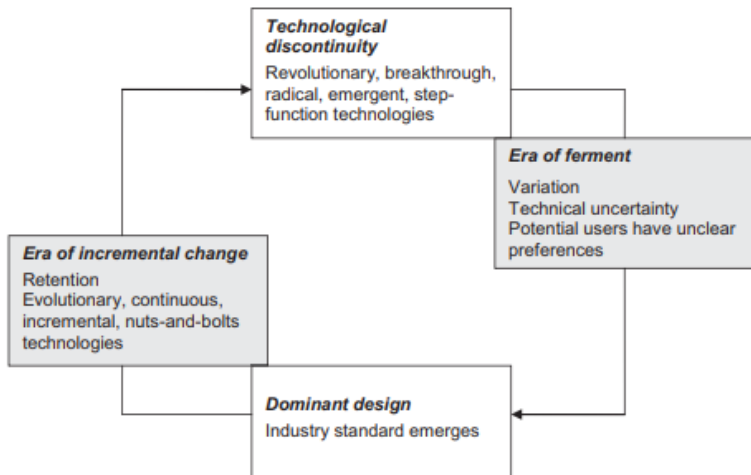 Technological
discontinuity
Revolutionary, breakthrough,
radical, emergent, step-
function technologies
Era of ferment
Variation
Technical uncertainty
Potential users have unclear
preferences
Era of incremental change
Retention
Evolutionary, continuous,
incremental, nuts-and-bolts
technologies
Dominant design
Industry standard emerges